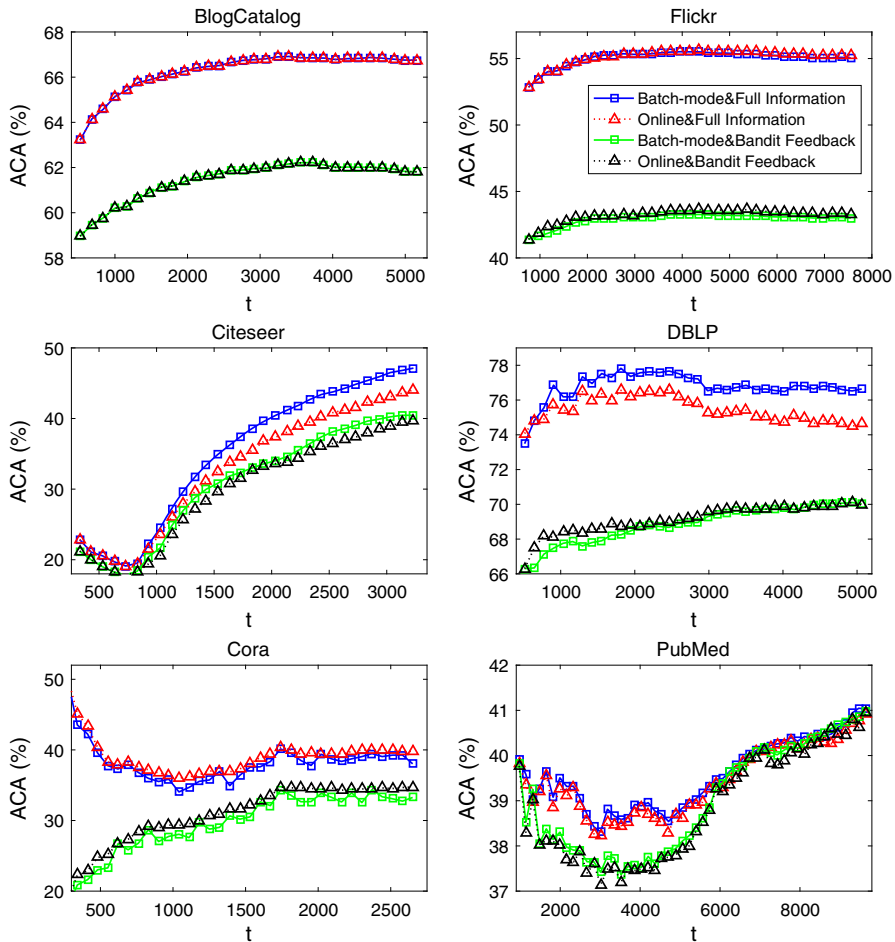 BlogCatalog
68
66
64
62
60
58
ACA (%)
1000 2000 3000 4000 5000
t
Flickr
55
50
45
40
ACA (%)
1000 2000 3000 4000 5000 6000 7000 8000
t
Batch-mode&Full Information
Online&Full Information
Batch-mode&Bandit Feedback
Online&Bandit Feedback
Citeseer
50
40
30
20
ACA (%)
500 1000 1500 2000 2500 3000
t
DBLP
78
76
74
72
70
68
66
ACA (%)
1000 2000 3000 4000 5000
t
Cora
50
40
30
20
ACA (%)
500 1000 1500 2000 2500
t
PubMed
42
41
40
39
38
37
ACA (%)
2000 4000 6000 8000
t